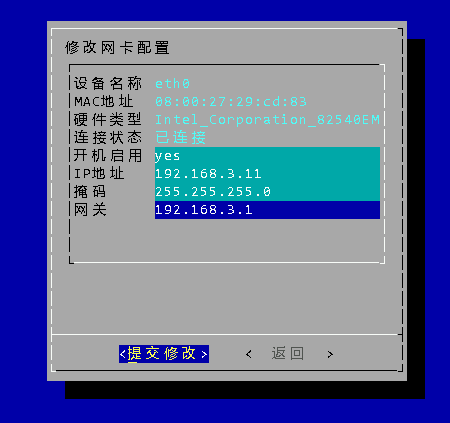 修改网卡配置
设备名称 eth0
MAC地址 08:00:27:29:cd:83
硬件类型 Intel_Corporation_82540EM
连接状态 已连接
开机启用 yes
IP地址 192.168.3.11
掩码 255.255.255.0
网关 192.168.3.1
<提交修改> < 返回 >